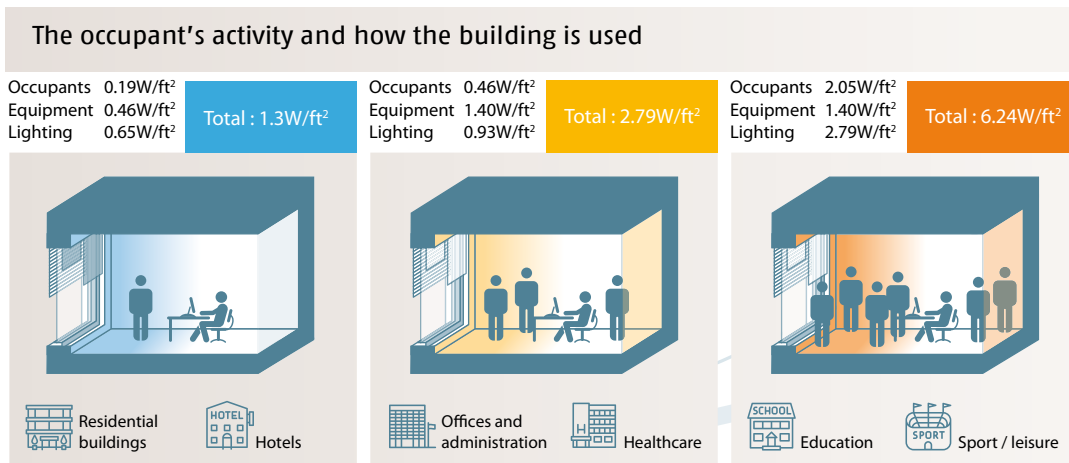 The occupant's activity and how the building is used
Occupants 0.19W/ft²
Equipment 0.46W/ft²
Lighting 0.65W/ft²
Total : 1.3W/ft²
Occupants 0.46W/ft²
Equipment 1.40W/ft²
Lighting 0.93W/ft²
Total : 2.79W/ft²
Occupants 2.05W/ft²
Equipment 1.40W/ft²
Lighting 2.79W/ft²
Total : 6.24W/ft²
Residential
buildings
HOTEL
Hotels
Offices and
administration
H
Healthcare
SCHOOL
Education
SPORT
Sport / leisure